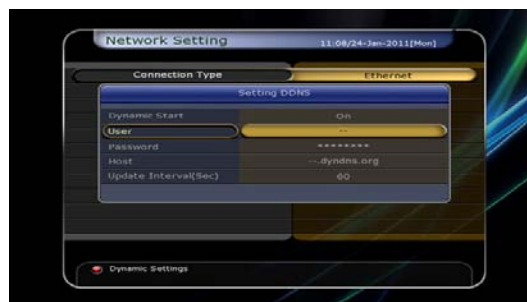 Network Setting 11:08/24-Jan-2011[Mon]
Connection Type Ethernet
Setting DDNS
Dynamic Start On
User --
Password ********
Host --.dyndns.org
Update Interval(Sec) 60
Dynamic Settings